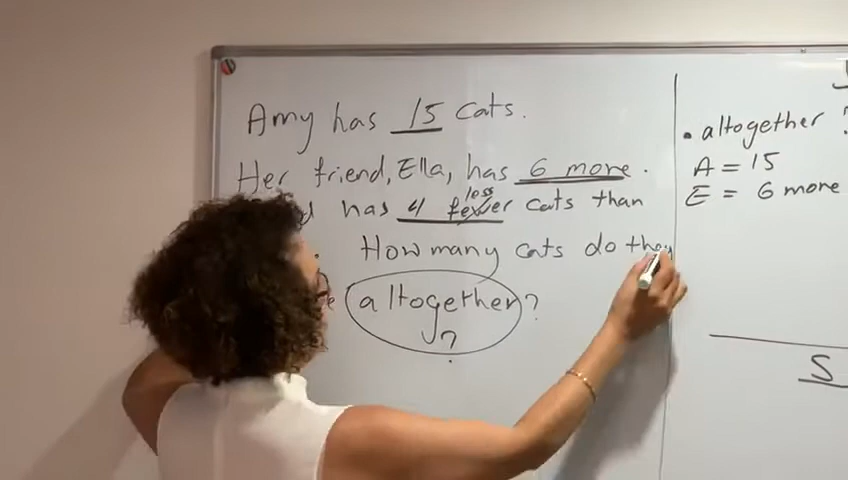 Amy has 15 cats.
Her friend, Ella, has 6 more.
has 4 fewer cats than
less
How many cats do they
altogether?
?
• altogether ?
A = 15
E = 6 more
S